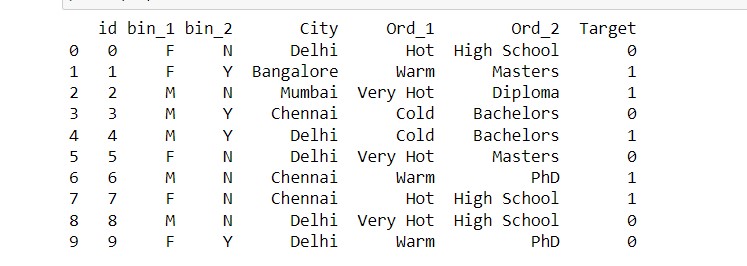 id bin_1 bin_2 City Ord_1 Ord_2 Target
0 0 F N Delhi Hot High School 0
1 1 F Y Bangalore Warm Masters 1
2 2 M N Mumbai Very Hot Diploma 1
3 3 M Y Chennai Cold Bachelors 0
4 4 M Y Delhi Cold Bachelors 1
5 5 F N Delhi Very Hot Masters 0
6 6 M N Chennai Warm PhD 1
7 7 F N Chennai Hot High School 1
8 8 M N Delhi Very Hot High School 0
9 9 F Y Delhi Warm PhD 0